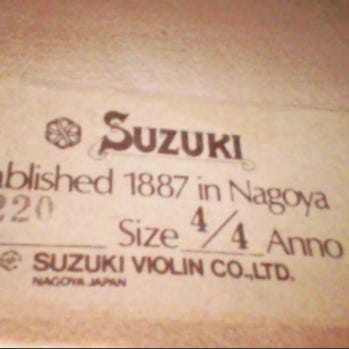 SUZUKI
ablished 1887 in Nagoya
220
Size 4/4 Anno
SUZUKI VIOLIN CO.,LTD.
NAGOYA JAPAN